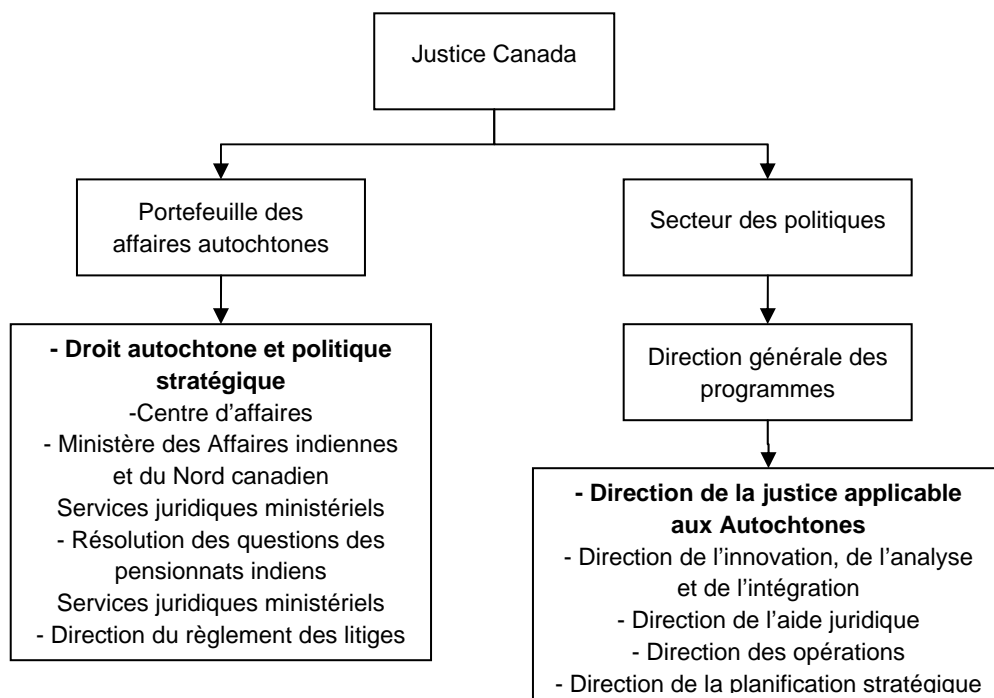 Justice Canada
Portefeuille des
affaires autochtones
Secteur des politiques
- Droit autochtone et politique
stratégique
-Centre d'affaires
- Ministère des Affaires indiennes
et du Nord canadien
Services juridiques ministériels
- Résolution des questions des
pensionnats indiens
Services juridiques ministériels
- Direction du règlement des litiges
Direction générale des
programmes
- Direction de la justice applicable
aux Autochtones
- Direction de l'innovation, de l'analyse
et de l'intégration
- Direction de l'aide juridique
- Direction des opérations
- Direction de la planification stratégique